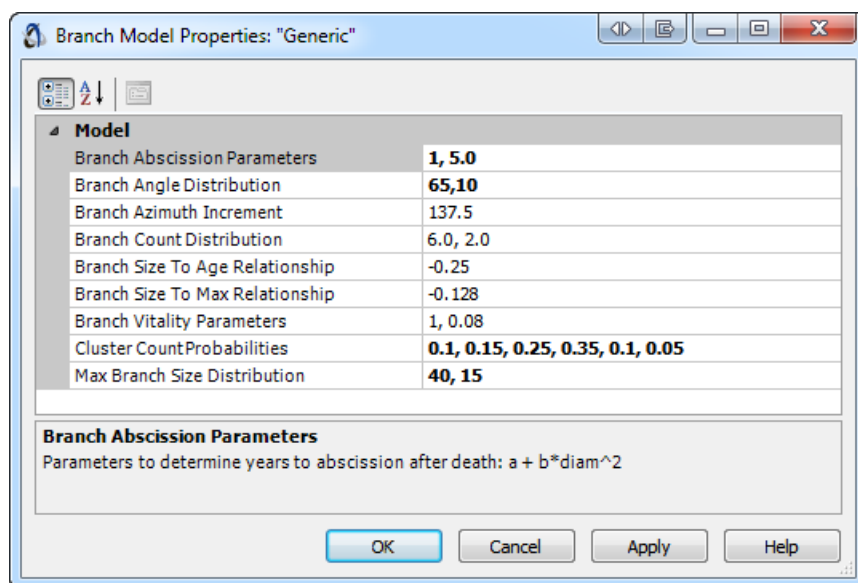 Branch Model Properties: "Generic"
Model
Branch Abscission Parameters 1, 5.0
Branch Angle Distribution 65,10
Branch Azimuth Increment 137.5
Branch Count Distribution 6.0, 2.0
Branch Size To Age Relationship -0.25
Branch Size To Max Relationship -0.128
Branch Vitality Parameters 1, 0.08
Cluster CountProbabilities 0.1, 0.15, 0.25, 0.35, 0.1, 0.05
Max Branch Size Distribution 40, 15
Branch Abscission Parameters
Parameters to determine years to abscission after death: a + b*diam^2
OK Cancel Apply Help